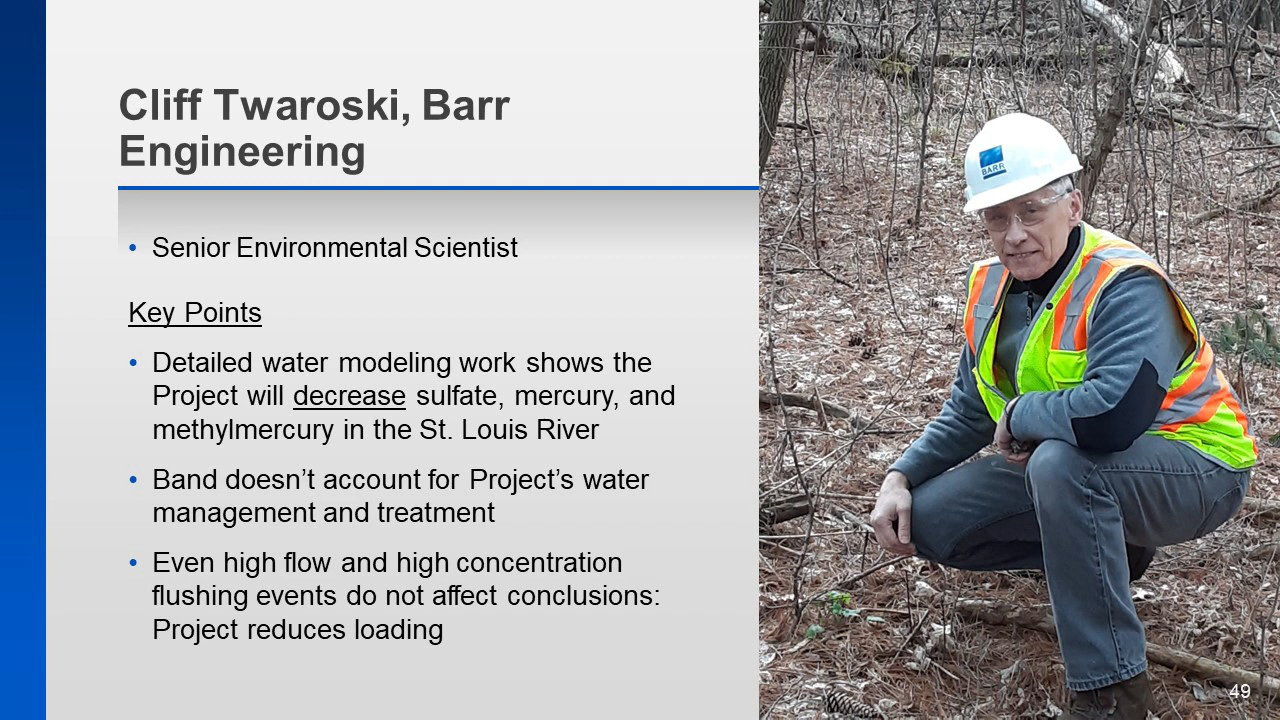 Cliff Twaroski, Barr
Engineering
• Senior Environmental Scientist
Key Points
• Detailed water modeling work shows the
Project will decrease sulfate, mercury, and
methylmercury in the St. Louis River
• Band doesn’t account for Project’s water
management and treatment
• Even high flow and high concentration
flushing events do not affect conclusions:
Project reduces loading
BARR
49